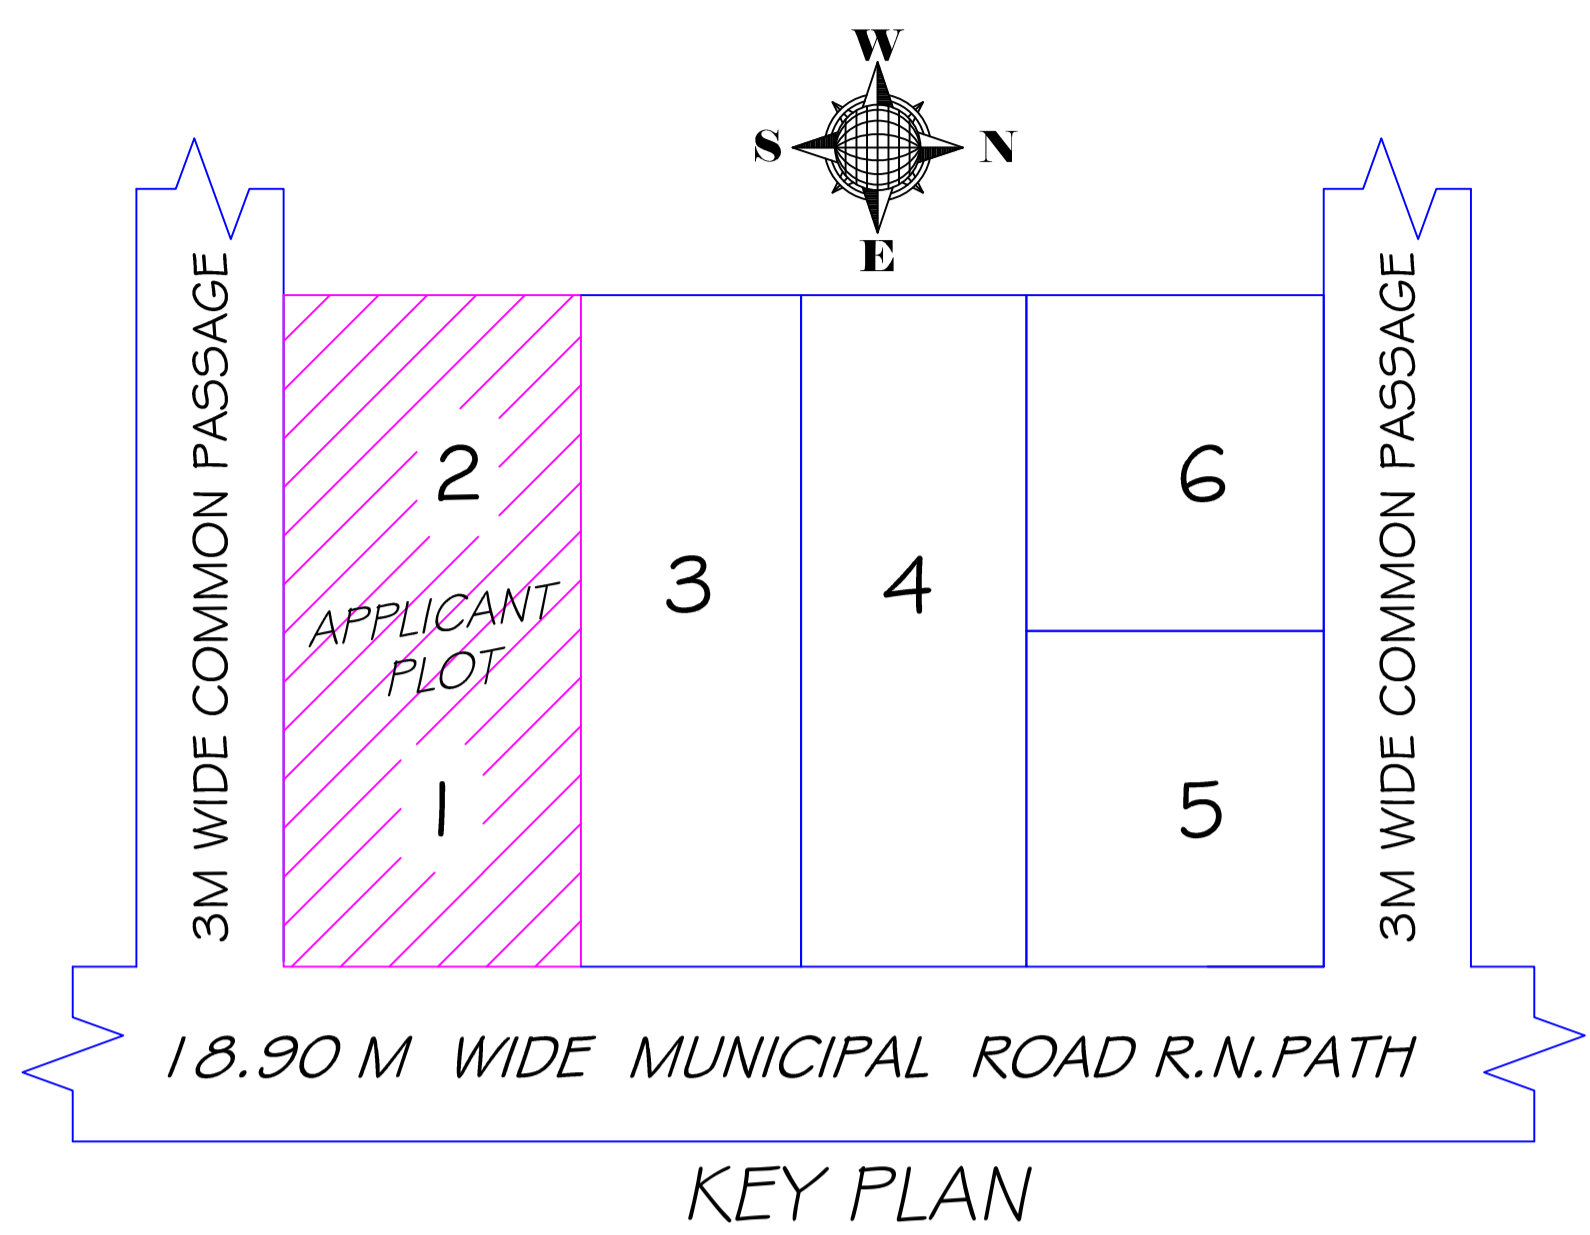 W
S N
E
3M WIDE COMMON PASSAGE
2
6
3
4
APPLICANT
PLOT
1
5
3M WIDE COMMON PASSAGE
18.90 M WIDE MUNICIPAL ROAD R.N.PATH
KEY PLAN